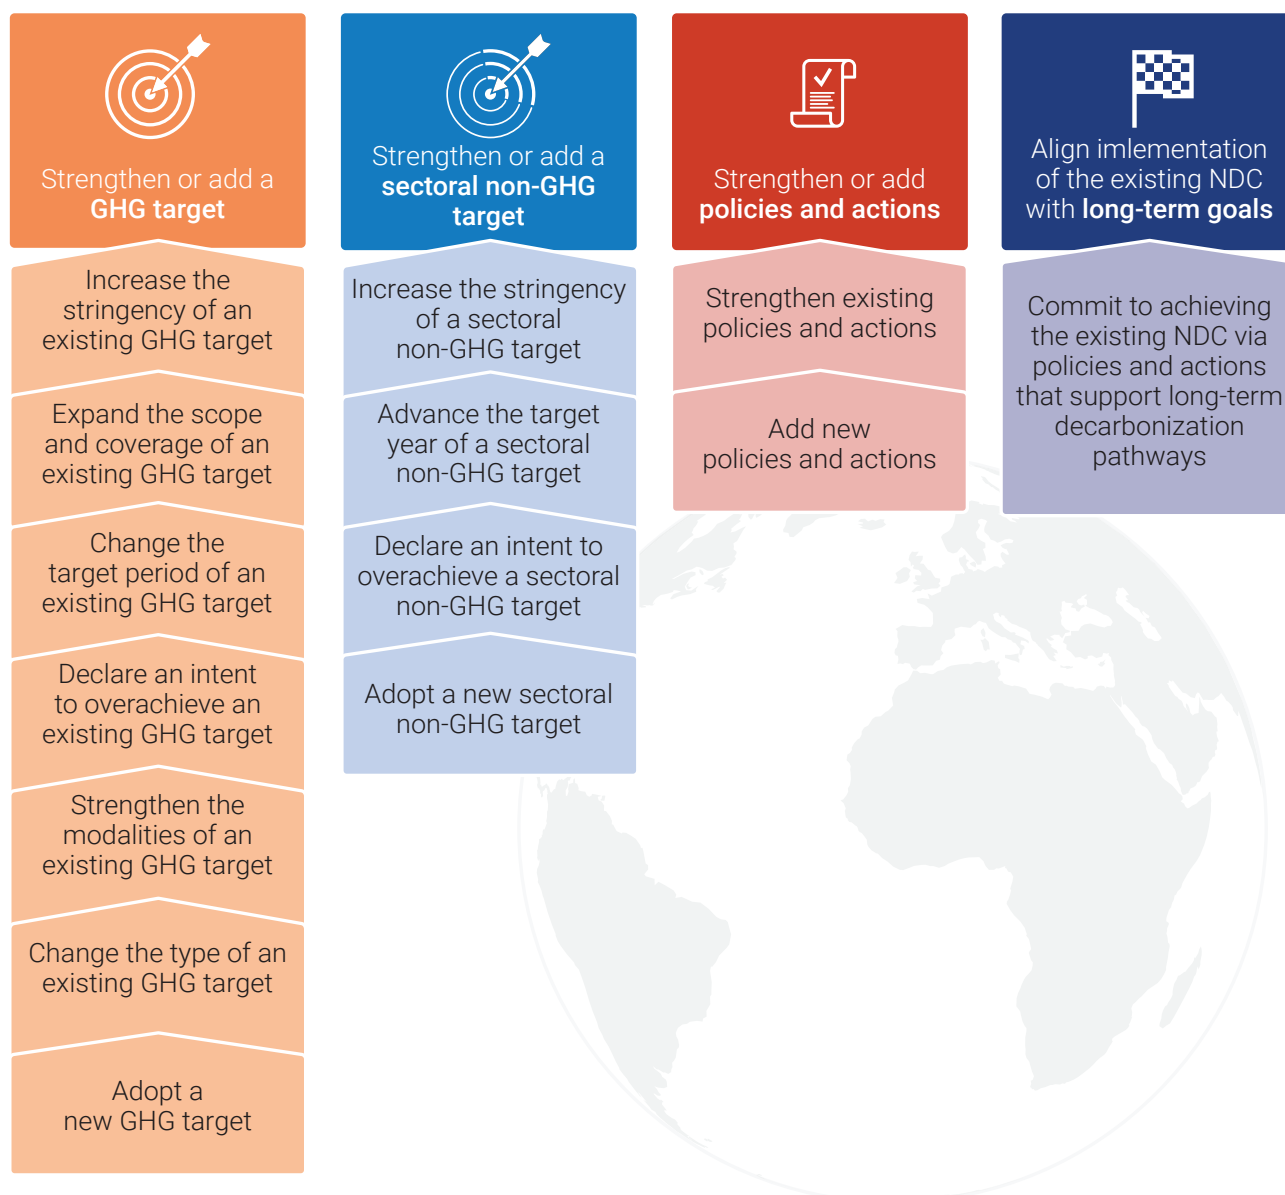 Strengthen or add a
GHG target
Increase the
stringency of an
existing GHG target
Expand the scope
and coverage of an
existing GHG target
Change the
target period of an
existing GHG target
Declare an intent
to overachieve an
existing GHG target
Strengthen the
modalities of an
existing GHG target
Change the type of an
existing GHG target
Adopt a
new GHG target
Strengthen or add a
sectoral non-GHG
target
Increase the stringency
of a sectoral
non-GHG target
Advance the target
year of a sectoral
non-GHG target
Declare an intent to
overachieve a sectoral
non-GHG target
Adopt a new sectoral
non-GHG target
Strengthen or add
policies and actions
Strengthen existing
policies and actions
Add new
policies and actions
Align imlementation
of the existing NDC
with long-term goals
Commit to achieving
the existing NDC via
policies and actions
that support long-term
decarbonization
pathways